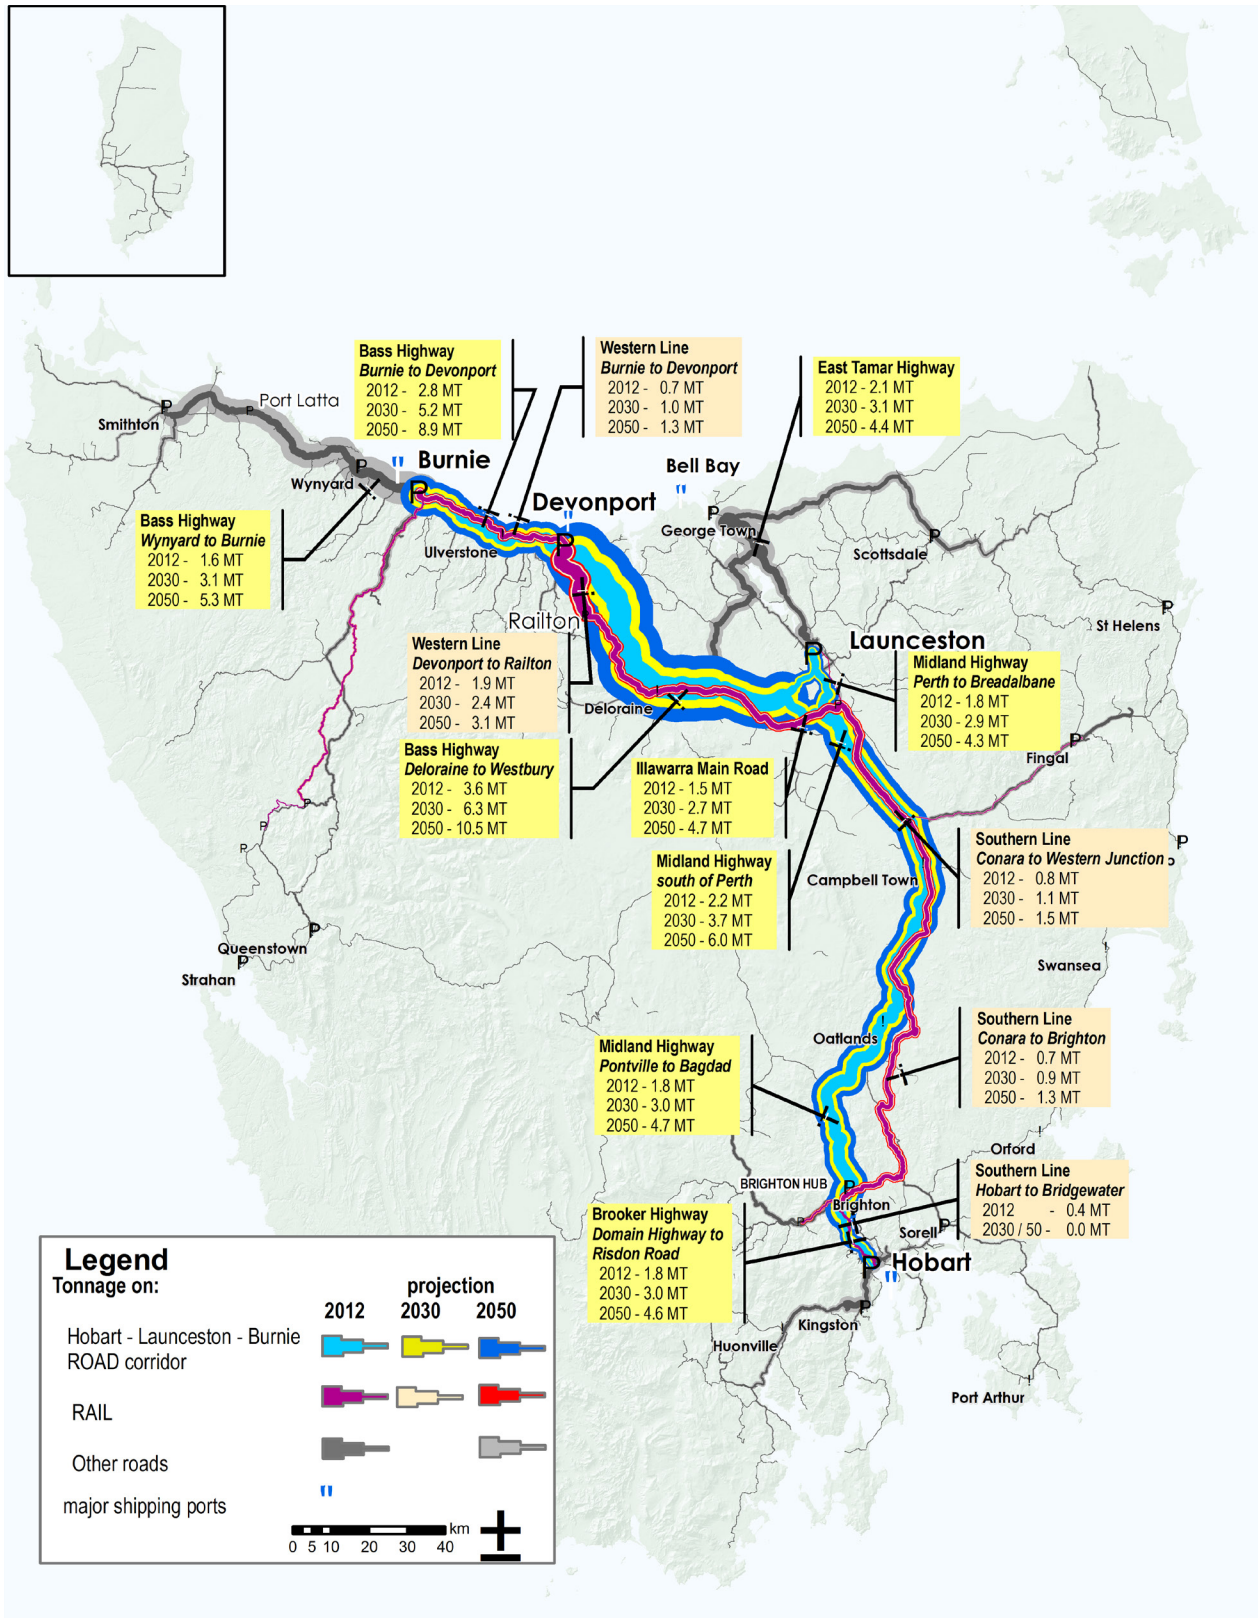 Bass Highway
Burnie to Devonport
2012 - 2.8 MT
2030 - 5.2 MT
2050 - 8.9 MT
Western Line
Burnie to Devonport
2012 - 0.7 MT
2030 - 1.0 MT
2050 - 1.3 MT
East Tamar Highway
2012 - 2.1 MT
2030 - 3.1 MT
2050 - 4.4 MT
Port Latta
P
Smithton
P
Wynyard
Burnie
P
Bell Bay
Devonport
P
P
George Town
Ulverstone
Scottsdale
P
Bass Highway
Wynyard to Burnie
2012 - 1.6 MT
2030 - 3.1 MT
2050 - 5.3 MT
Railton
St Helens
P
Launceston
P
Western Line
Devonport to Railton
2012 - 1.9 MT
2030 - 2.4 MT
2050 - 3.1 MT
Midland Highway
Perth to Breadalbane
2012 - 1.8 MT
2030 - 2.9 MT
2050 - 4.3 MT
Deloraine
Bass Highway
Deloraine to Westbury
2012 - 3.6 MT
2030 - 6.3 MT
2050 - 10.5 MT
Illawarra Main Road
2012 - 1.5 MT
2030 - 2.7 MT
2050 - 4.7 MT
P
Fingal
P
P
P
Southern Line
Conara to Western Junction
2012 - 0.8 MT
2030 - 1.1 MT
2050 - 1.5 MT
P
Midland Highway
south of Perth
2012 - 2.2 MT
2030 - 3.7 MT
2050 - 6.0 MT
Campbell Town
Queenstown
P
Strahan
P
Swansea
Oatlands
Southern Line
Conara to Brighton
2012 - 0.7 MT
2030 - 0.9 MT
2050 - 1.3 MT
Midland Highway
Pontville to Bagdad
2012 - 1.8 MT
2030 - 3.0 MT
2050 - 4.7 MT
Orford
BRIGHTON HUB
P
Brighton
Southern Line
Hobart to Bridgewater
2012 - 0.4 MT
2030 / 50 - 0.0 MT
Brooker Highway
Domain Highway to
Risdon Road
2012 - 1.8 MT
2030 - 3.0 MT
2050 - 4.6 MT
P
Sorell
P
Hobart
P
Kingston
P
Huonville
Port Arthur
Legend
Tonnage on:
projection
2012 2030 2050
Hobart - Launceston - Burnie
ROAD corridor
RAIL
Other roads
major shipping ports
km
0 5 10 20 30 40